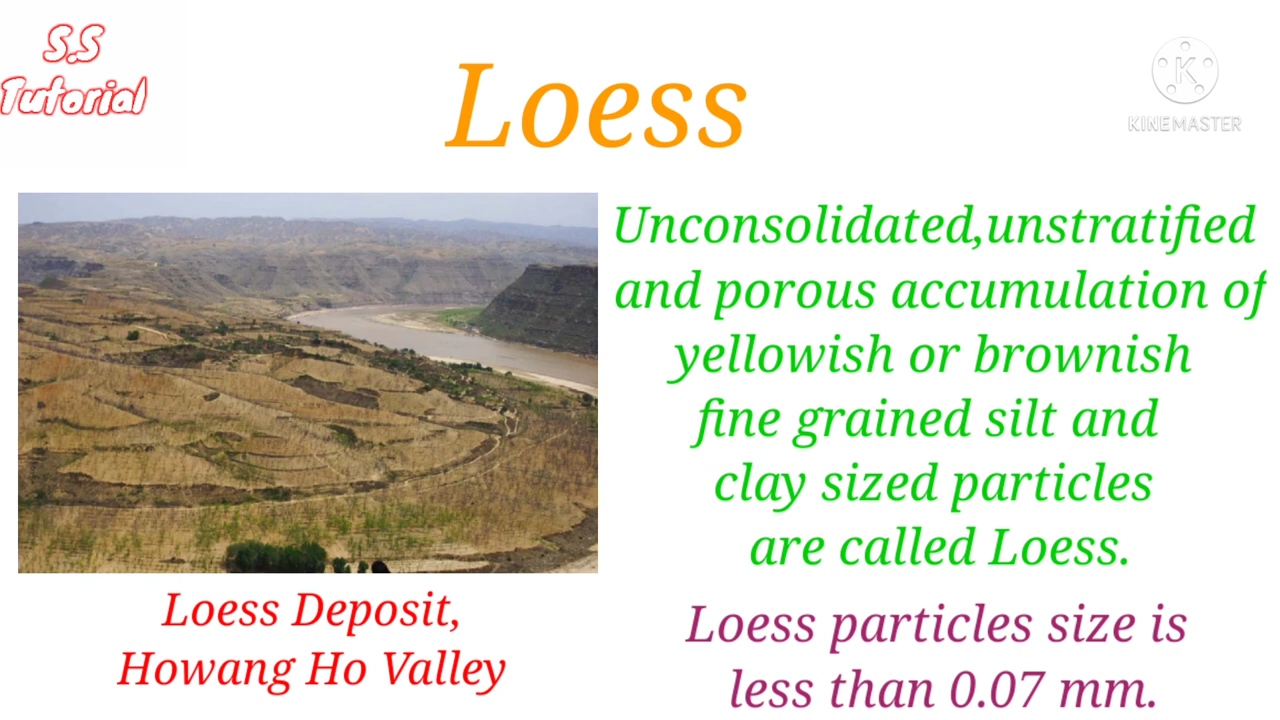 S.S
Tutorial
Loess
KINEMASTER
Unconsolidated,unstratified
and porous accumulation of
yellowish or brownish
fine grained silt and
clay sized particles
are called Loess.
Loess Deposit,
Howang Ho Valley
Loess particles size is
less than 0.07 mm.